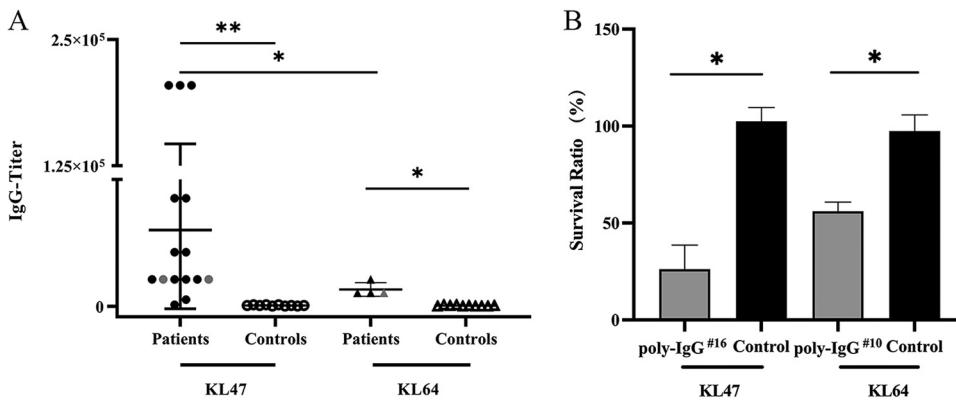 A
B
2.5×10⁵
1.25×10⁵
0
IgG-Titer
**
*
*
Patients
Controls
Patients
Controls
KL47
KL64
150
100
50
0
Survival Ratio (%)
*
*
poly-IgG#16
Control
poly-IgG#10
Control
KL47
KL64